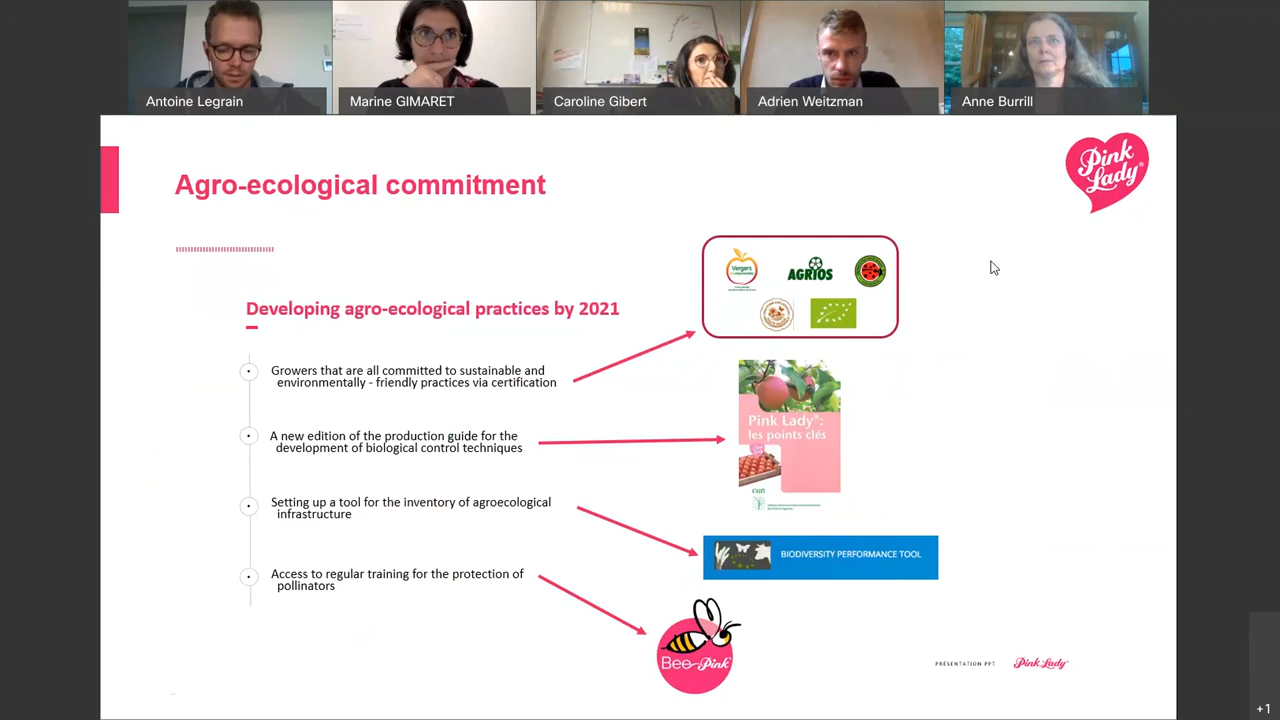 Antoine Legrain
Marine GIMARET
Caroline Gibert
Adrien Weitzman
Anne Burrill
Pink
Lady
Agro-ecological commitment
Developing agro-ecological practices by 2021
Vergers
AGRIOS
Growers that are all committed to sustainable and
environmentally - friendly practices via certification
Pink Lady®:
les points clés
A new edition of the production guide for the
development of biological control techniques
Ctifl
Setting up a tool for the inventory of agroecological
infrastructure
BIODIVERSITY PERFORMANCE TOOL
Access to regular training for the protection of
pollinators
Bee Pink
PRÉSENTATION PPT
Pink Lady
+1